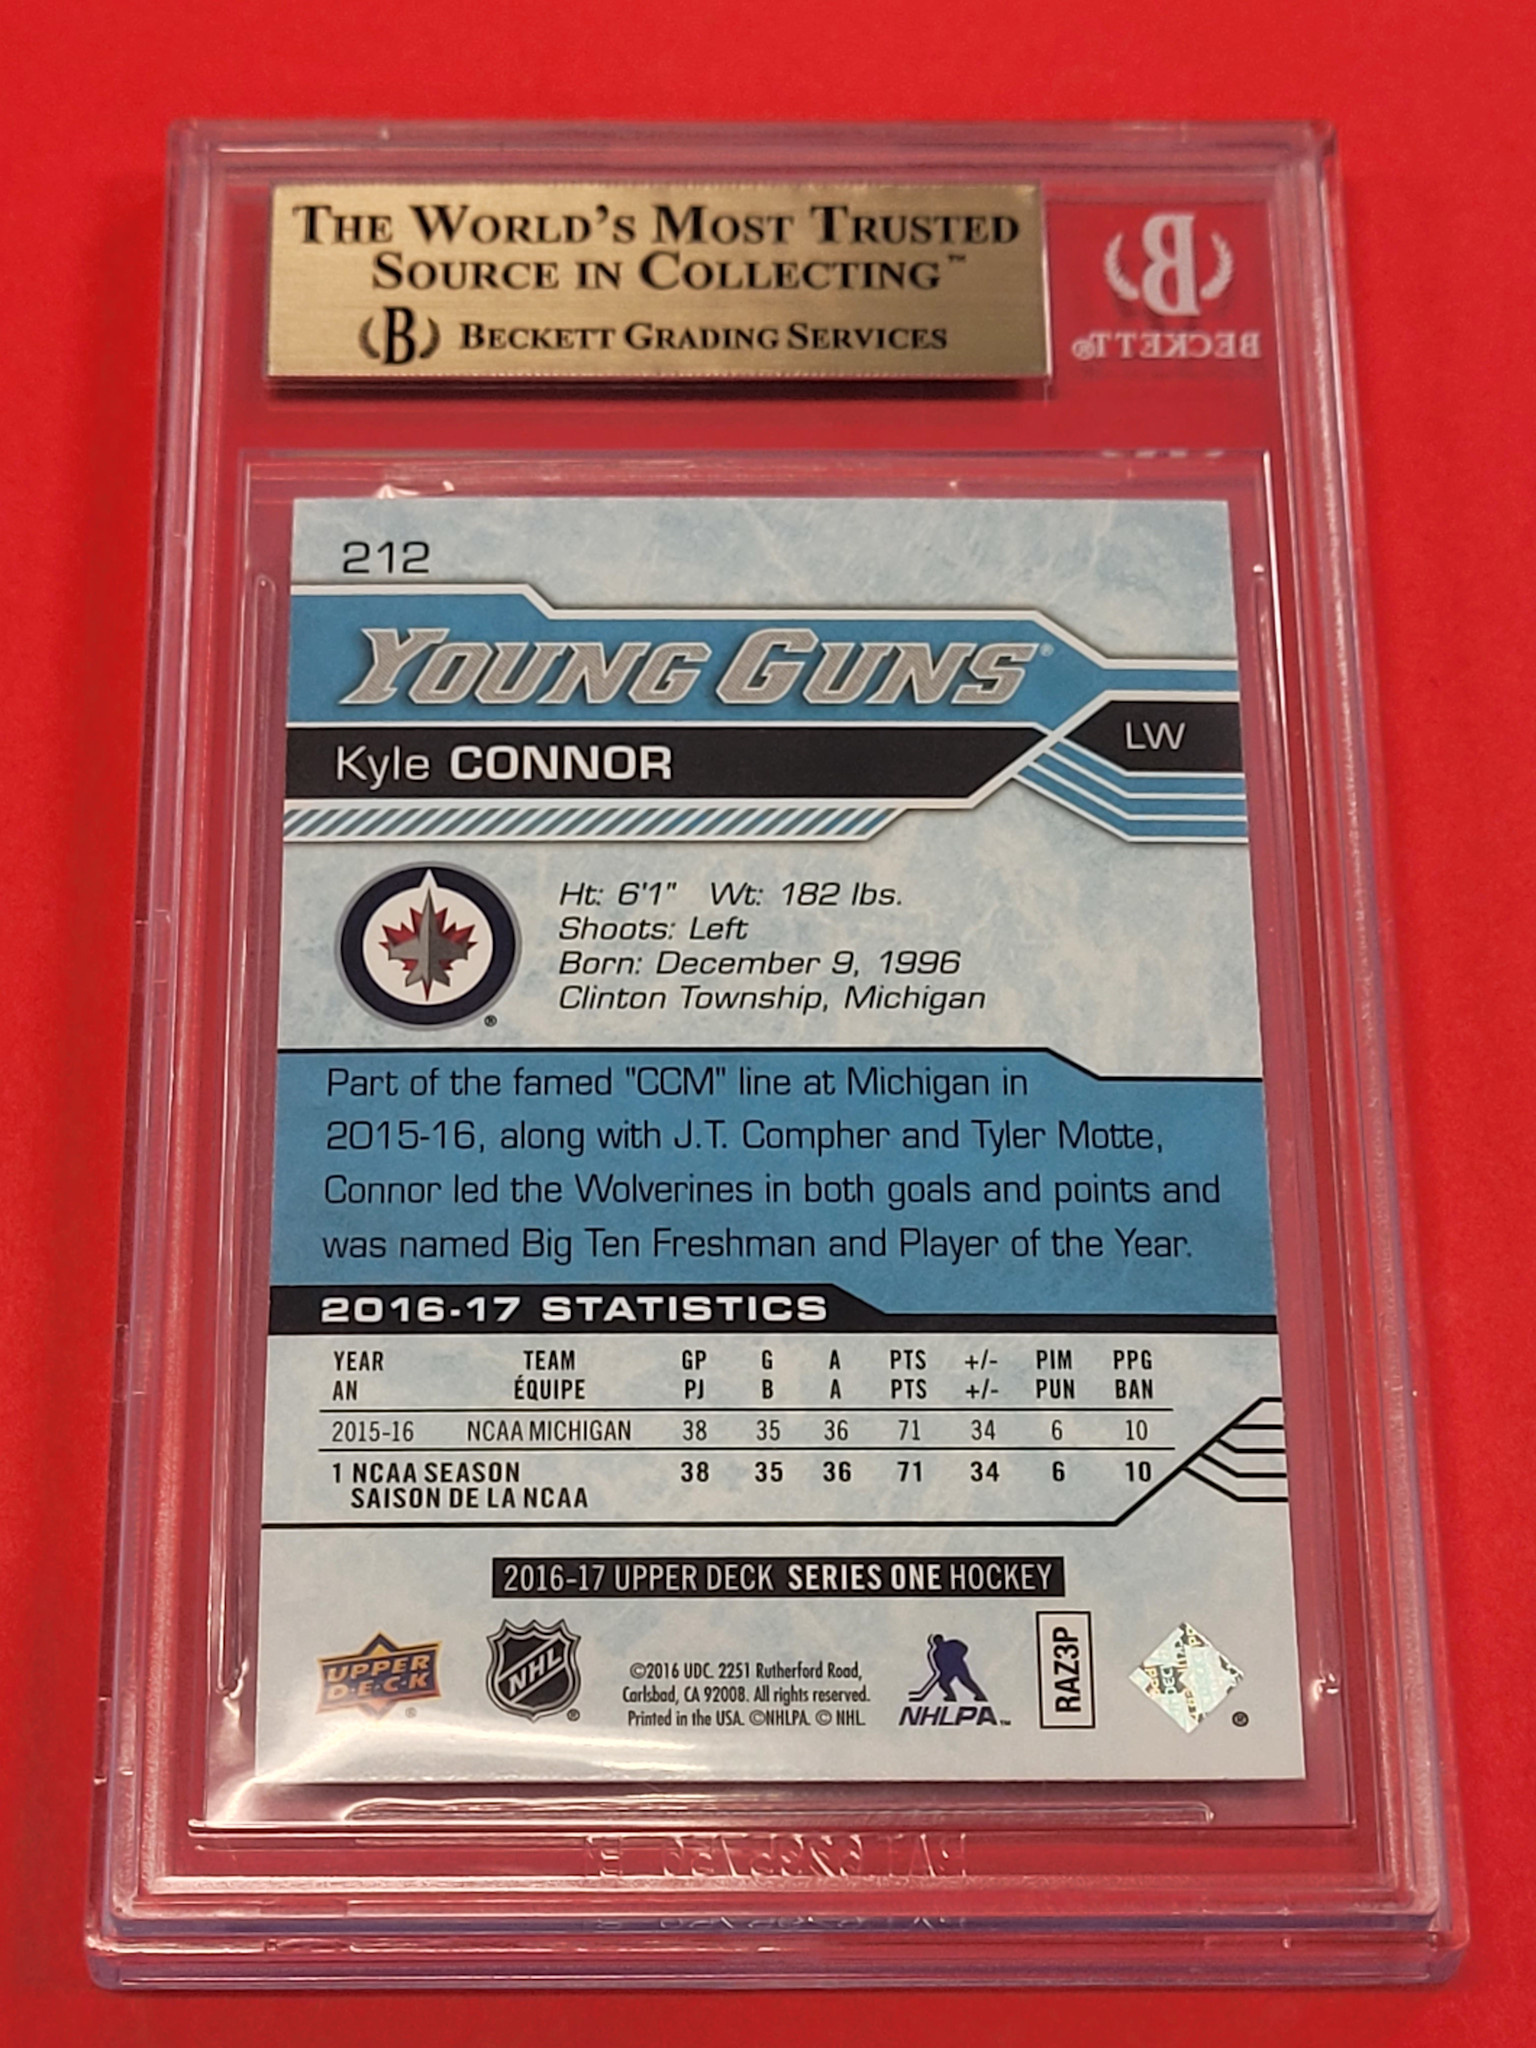 THE WORLD'S MOST TRUSTED
SOURCE IN COLLECTING™
B BECKETT GRADING SERVICES
B
BECKETT®
212
YOUNG GUNS®
Kyle CONNOR
LW
Ht: 6'1" Wt: 182 lbs.
Shoots: Left
Born: December 9, 1996
Clinton Township, Michigan
®
Part of the famed "CCM" line at Michigan in
2015-16, along with J.T. Compher and Tyler Motte,
Connor led the Wolverines in both goals and points and
was named Big Ten Freshman and Player of the Year.
2016-17 STATISTICS
YEAR TEAM GP G A PTS +/- PIM PPG
AN ÉQUIPE PJ B A PTS +/- PUN BAN
2015-16 NCAA MICHIGAN 38 35 36 71 34 6 10
1 NCAA SEASON 38 35 36 71 34 6 10
SAISON DE LA NCAA
2016-17 UPPER DECK SERIES ONE HOCKEY
UPPER
D·E·C·K
®
NHL
®
©2016 UDC. 2251 Rutherford Road,
Carlsbad, CA 92008. All rights reserved.
Printed in the USA. ©NHLPA. © NHL.
NHLPA™
RAZ3P
®